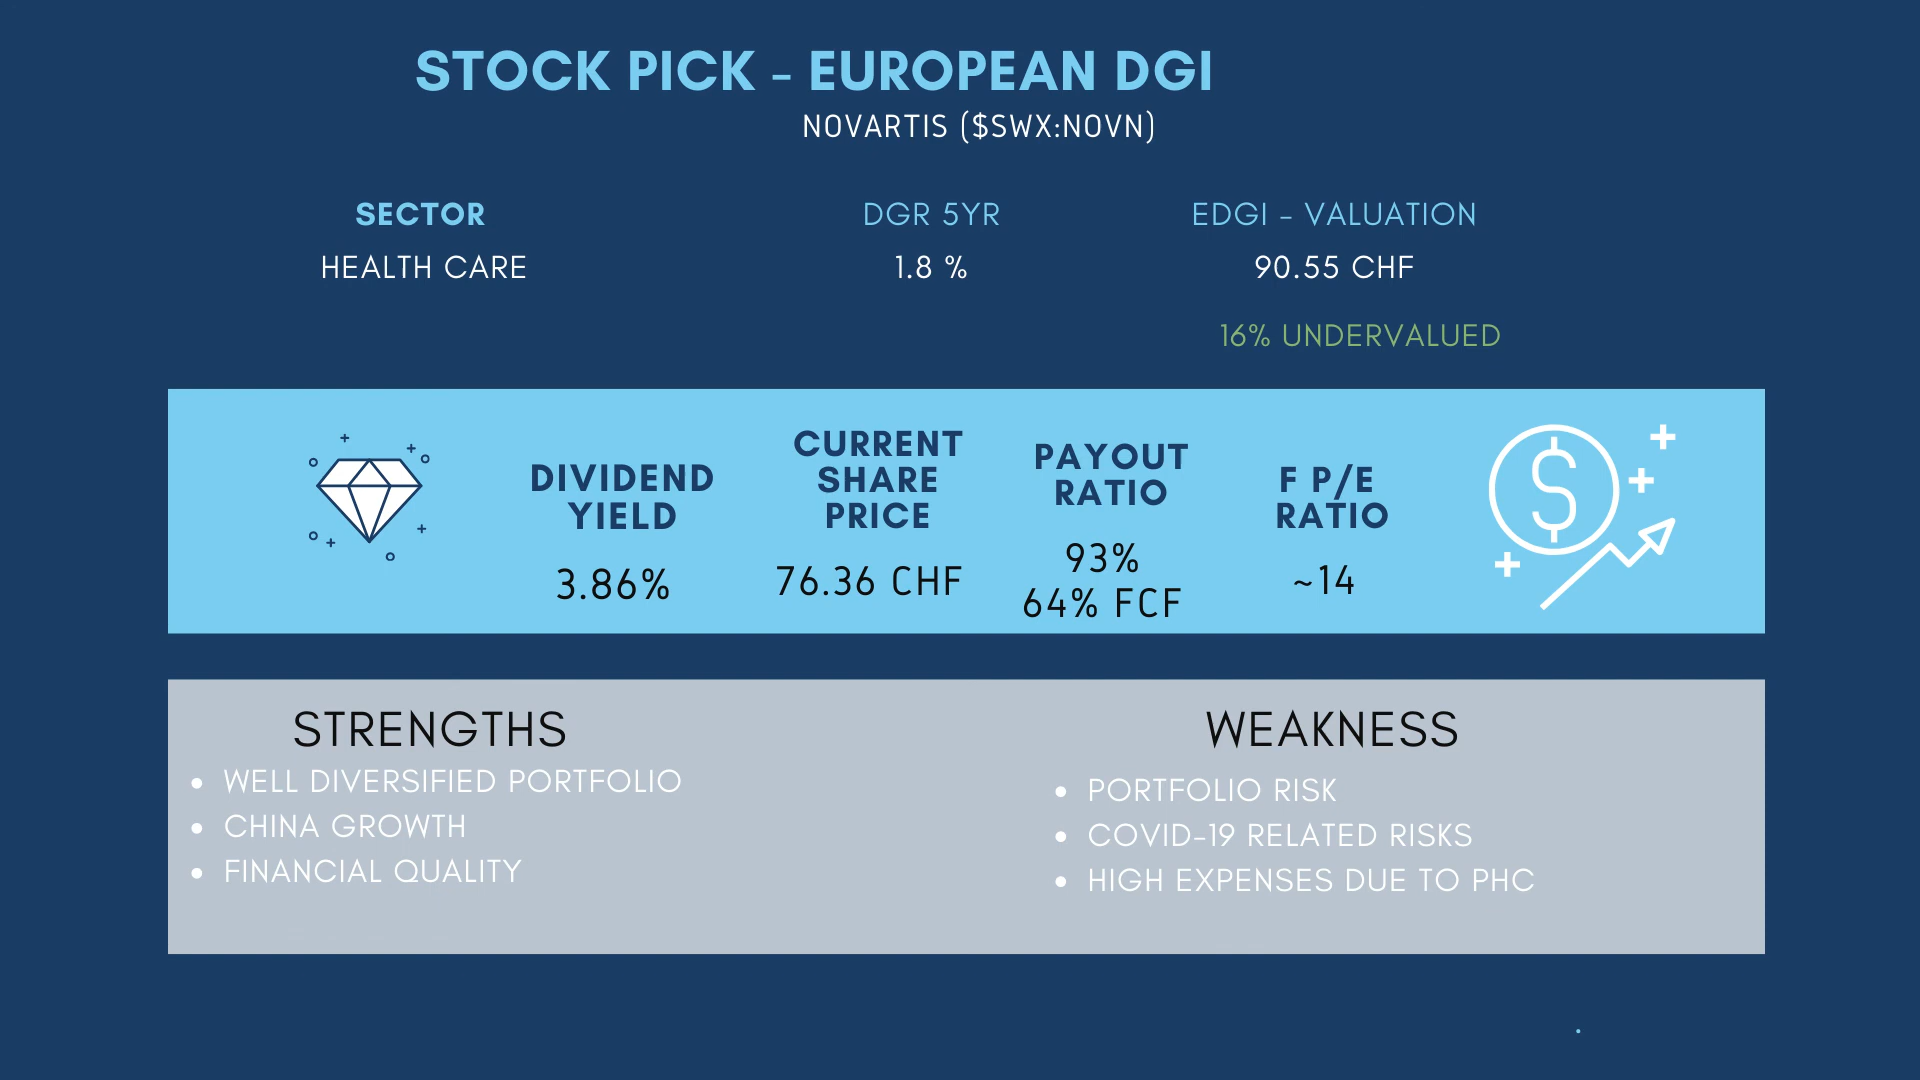 STOCK PICK - EUROPEAN DGI
NOVARTIS ($SWX:NOVN)
SECTOR
HEALTH CARE
DGR 5YR
1.8 %
EDGI - VALUATION
90.55 CHF
16% UNDERVALUED
DIVIDEND
YIELD
3.86%
CURRENT
SHARE
PRICE
76.36 CHF
PAYOUT
RATIO
93%
64% FCF
F P/E
RATIO
~14
STRENGTHS
• WELL DIVERSIFIED PORTFOLIO
• CHINA GROWTH
• FINANCIAL QUALITY
WEAKNESS
• PORTFOLIO RISK
• COVID-19 RELATED RISKS
• HIGH EXPENSES DUE TO PHC